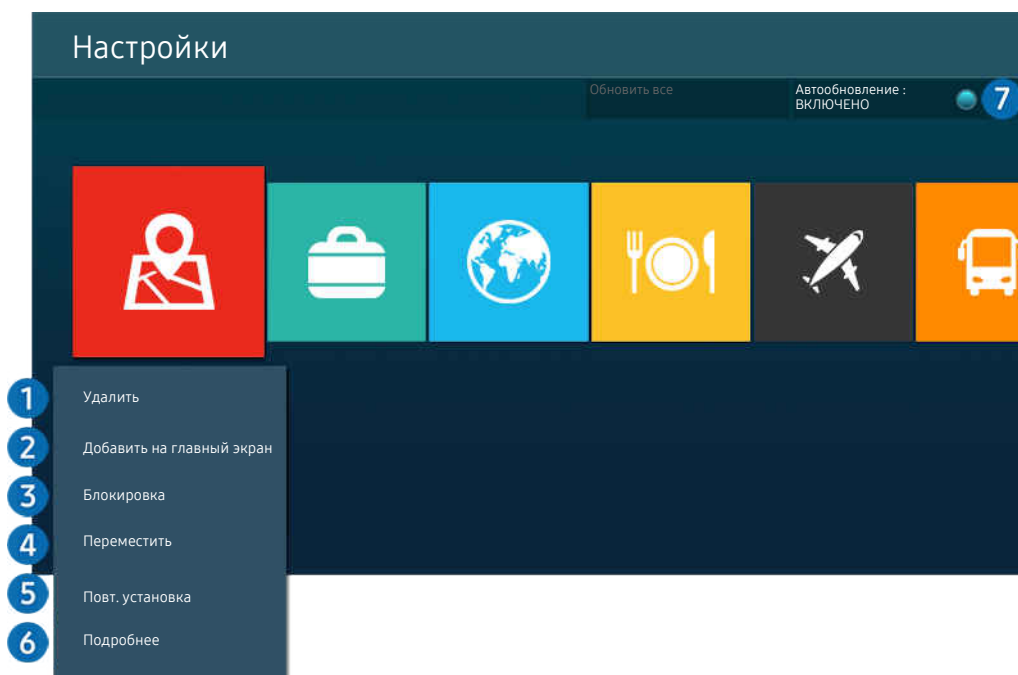 Настройки
Обновить все
Автообновление :
ВКЛЮЧЕНО
7
1 Удалить
2 Добавить на главный экран
3 Блокировка
4 Переместить
5 Повт. установка
6 Подробнее